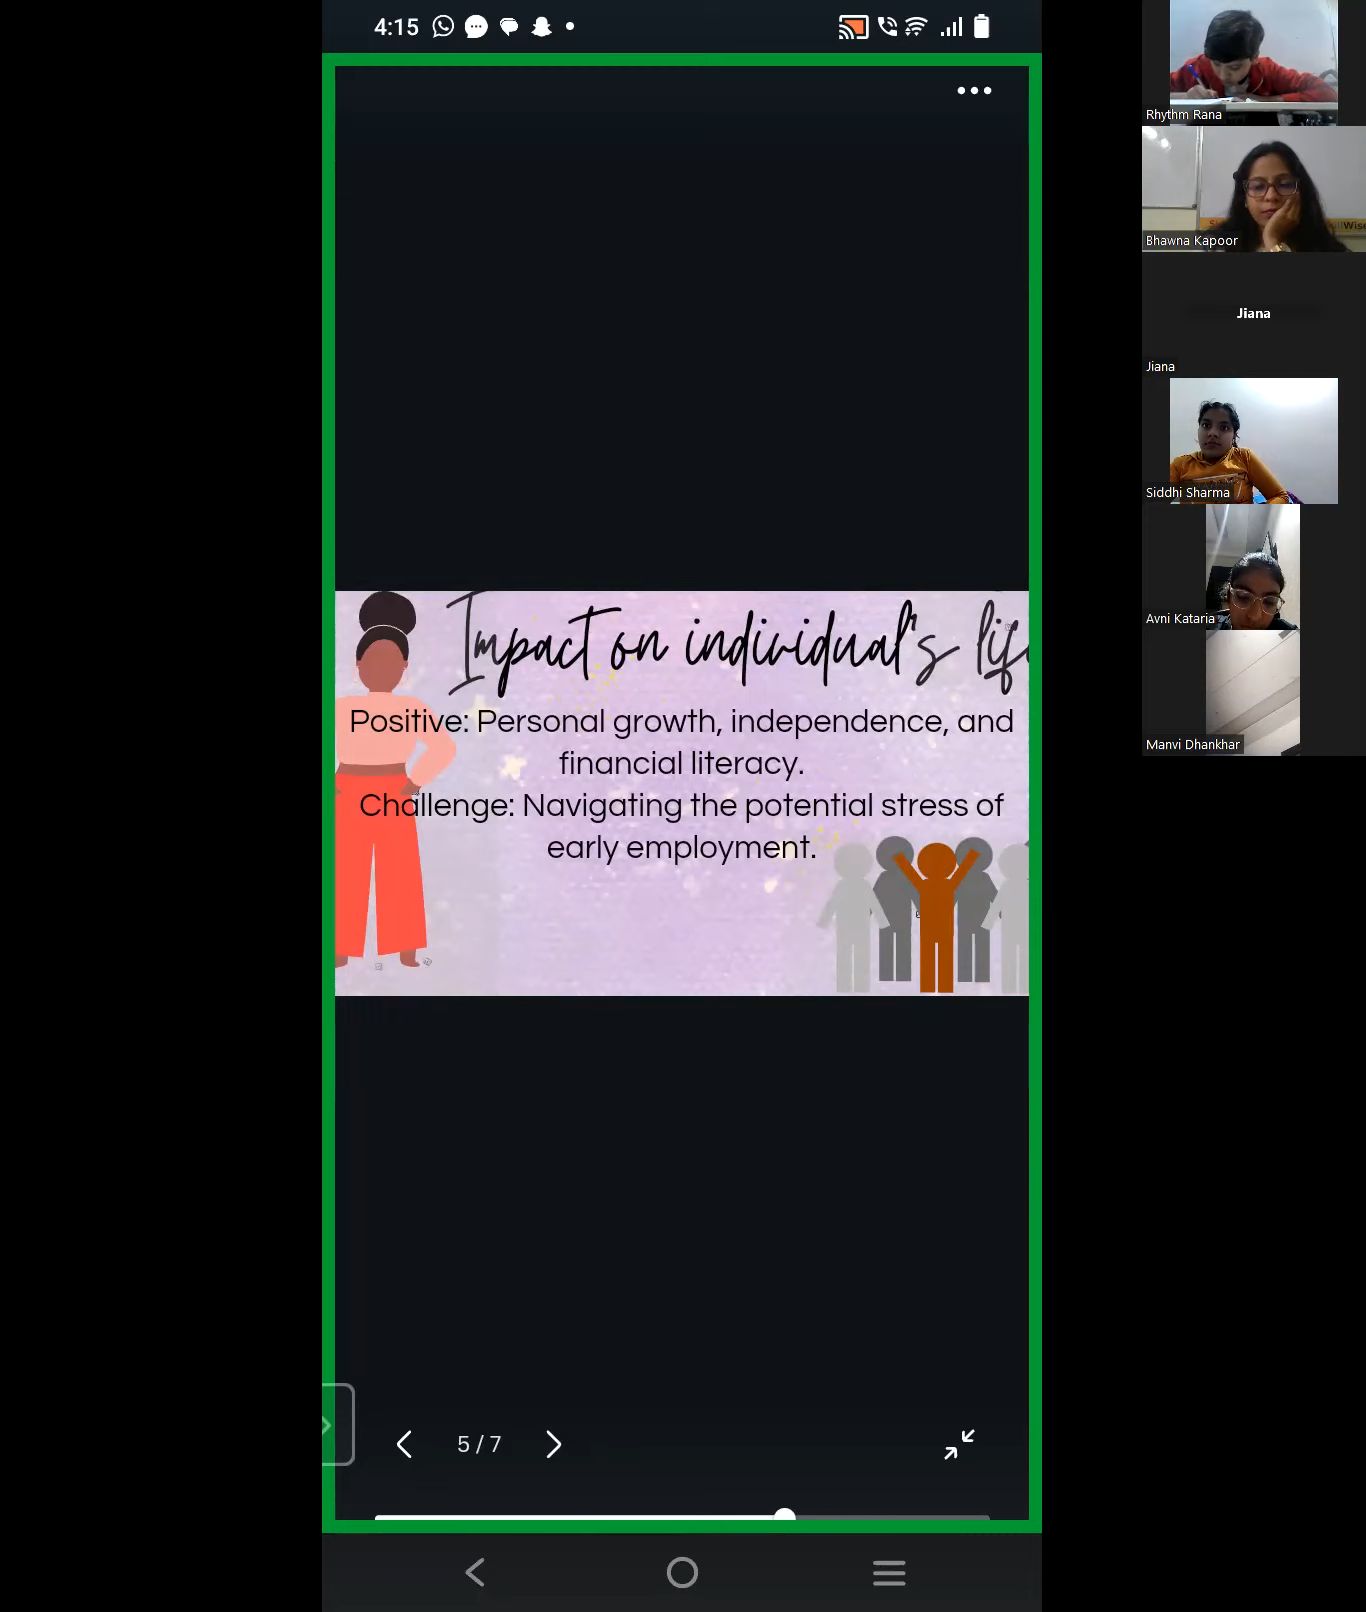 4:15
Impact on individual's
Positive: Personal growth, independence, and
financial literacy.
Challenge: Navigating the potential stress of
early employment.
5 / 7
Rhythm Rana
Bhawna Kapoor
Jiana
Jiana
Siddhi Sharma
Avni Kataria
Manvi Dhankhar